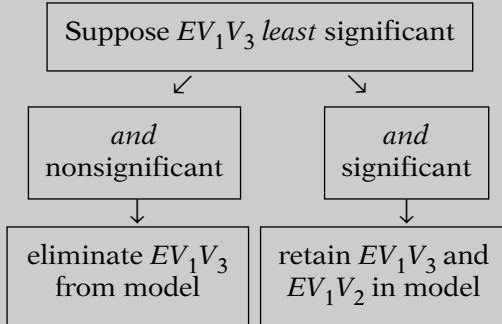 Suppose EV₁V₃ least significant
and
nonsignificant
and
significant
eliminate EV₁V₃
from model
retain EV₁V₃ and
EV₁V₂ in model